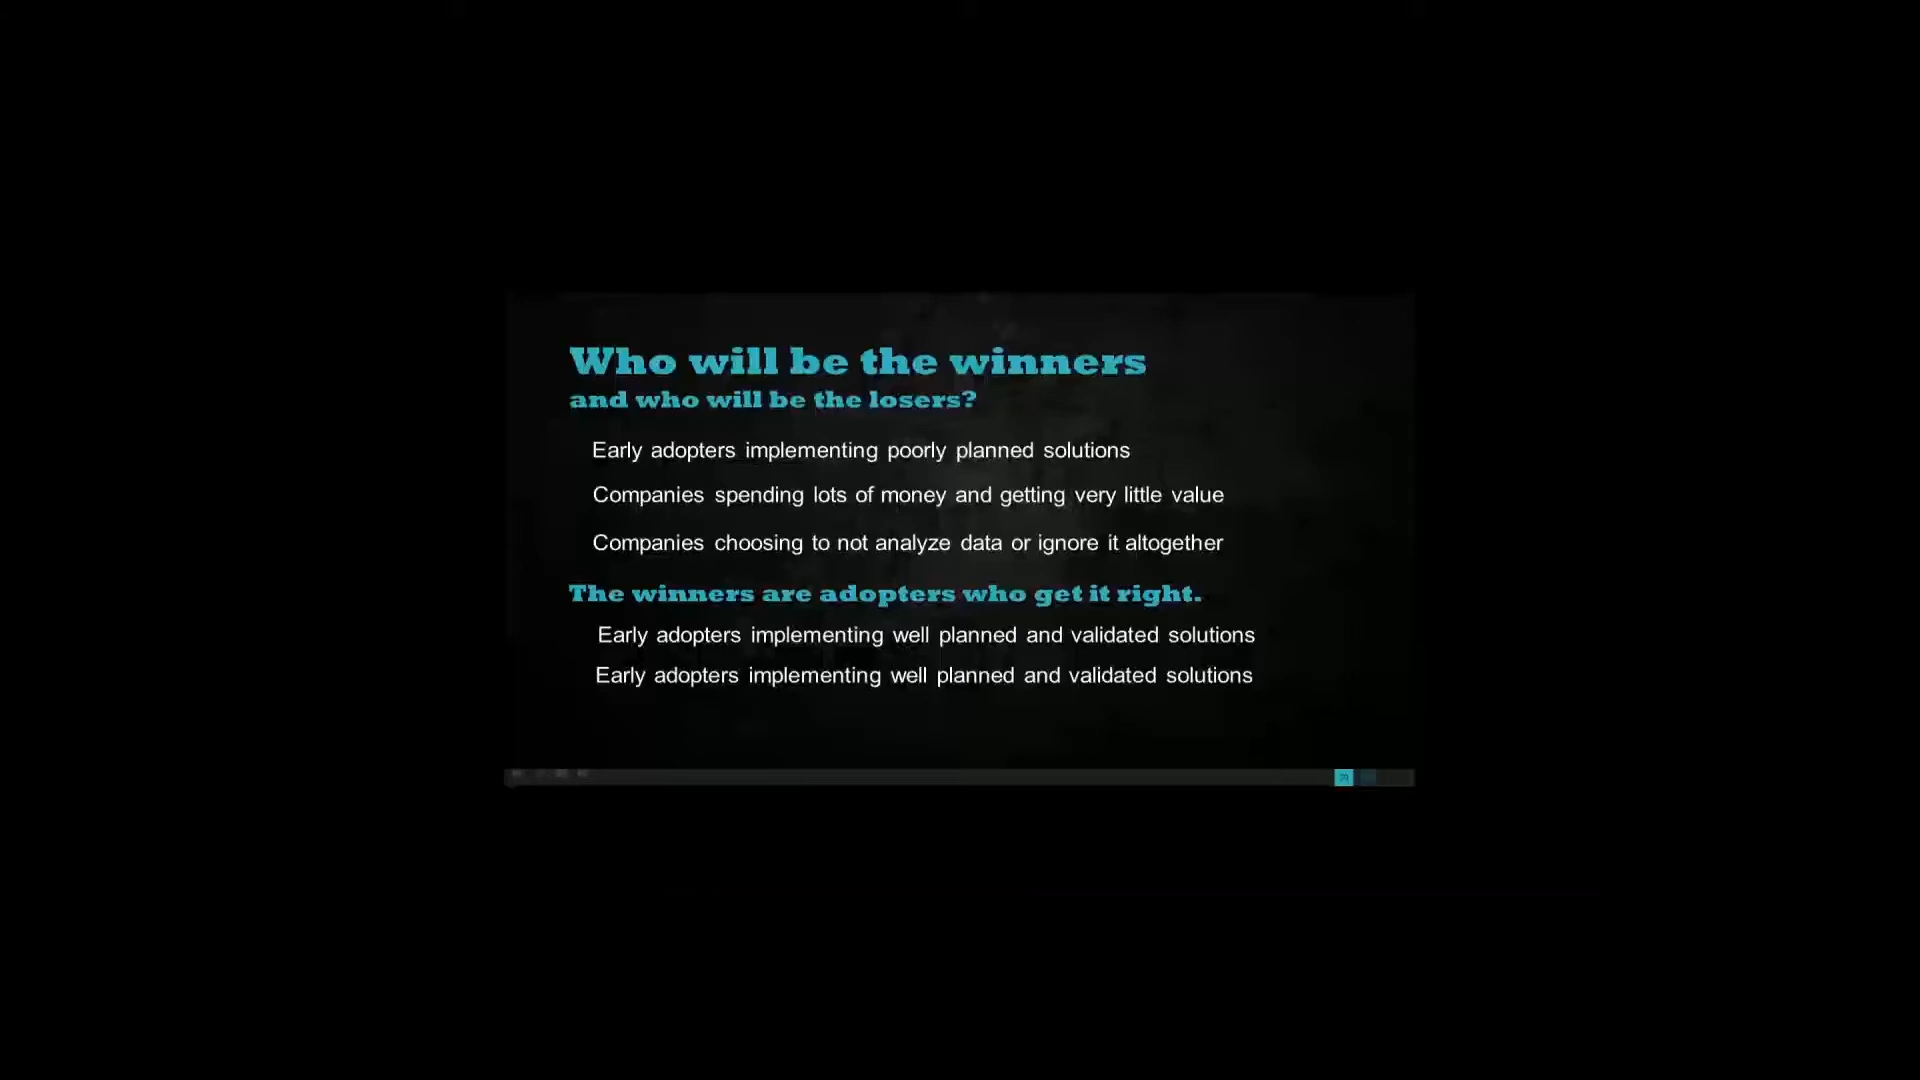 Who will be the winners
and who will be the losers?
Early adopters implementing poorly planned solutions
Companies spending lots of money and getting very little value
Companies choosing to not analyze data or ignore it altogether
The winners are adopters who get it right.
Early adopters implementing well planned and validated solutions
Early adopters implementing well planned and validated solutions